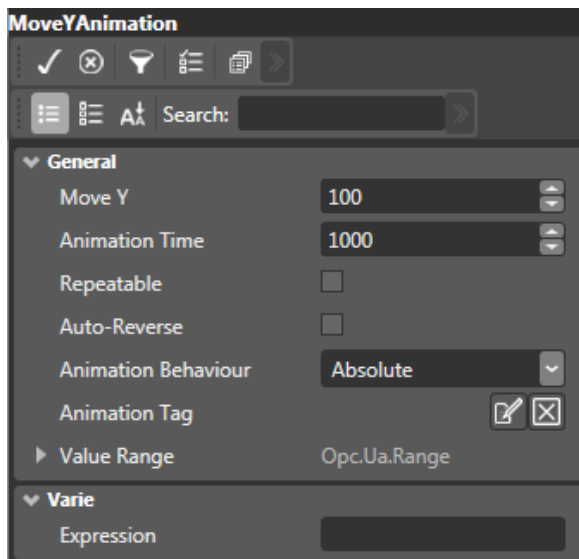 MoveYAnimation
Search:
General
Move Y 100
Animation Time 1000
Repeatable
Auto-Reverse
Animation Behaviour Absolute
Animation Tag
Value Range Opc.Ua.Range
Varie
Expression